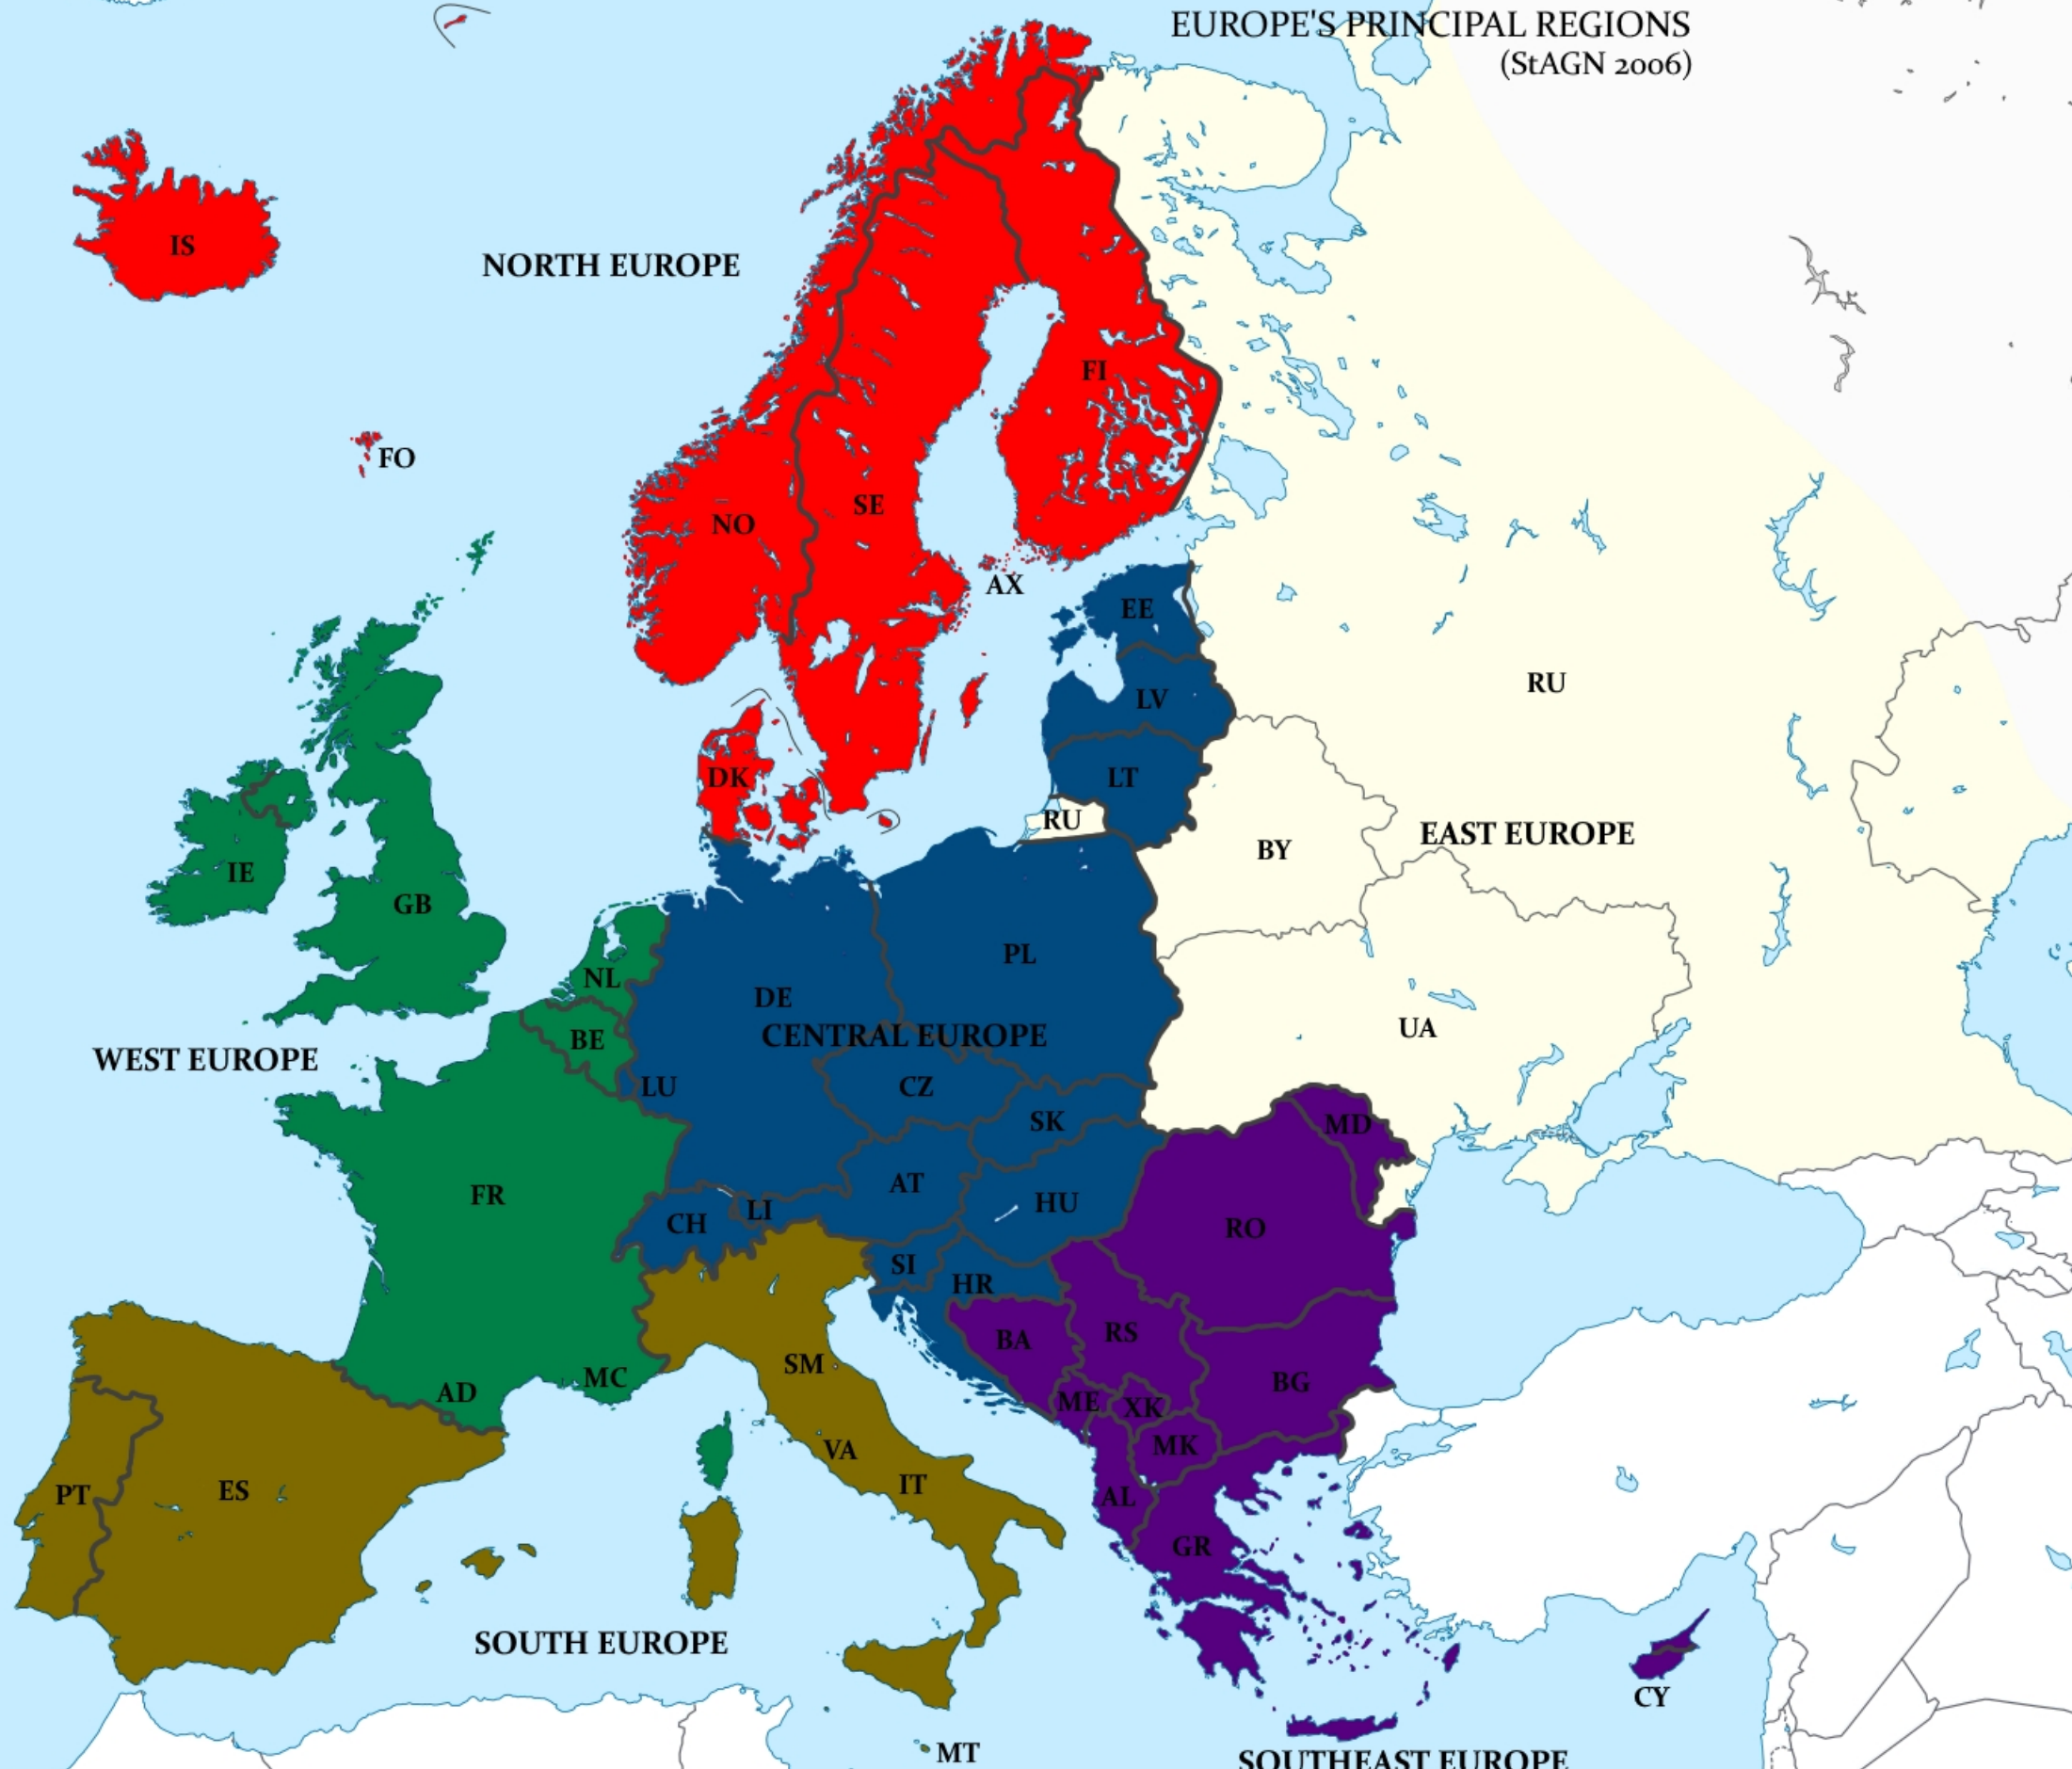 EUROPE'S PRINCIPAL REGIONS
(StAGN 2006)
IS
NORTH EUROPE
FI
FO
SE
NO
AX
EE
RU
LV
DK
LT
RU
EAST EUROPE
BY
IE
GB
PL
NL
DE
UA
CENTRAL EUROPE
BE
WEST EUROPE
LU
CZ
SK
MD
AT
FR
HU
LI
CH
RO
SI
HR
RS
BA
SM
MC
BG
AD
ME
XK
MK
VA
IT
ES
PT
AL
GR
SOUTH EUROPE
CY
MT
SOUTHEAST EUROPE